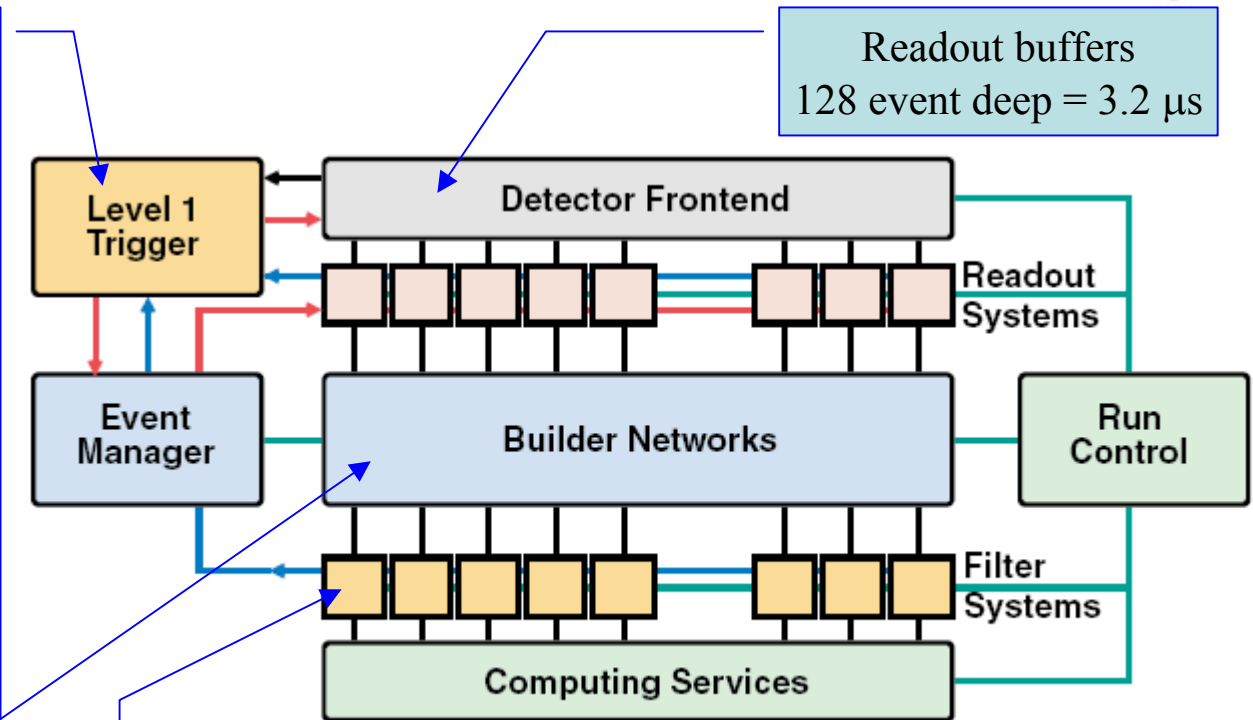 Readout buffers
128 event deep = 3.2 μs
Level 1
Trigger
Detector Frontend
Readout
Systems
Event
Manager
Builder Networks
Run
Control
Filter
Systems
Computing Services